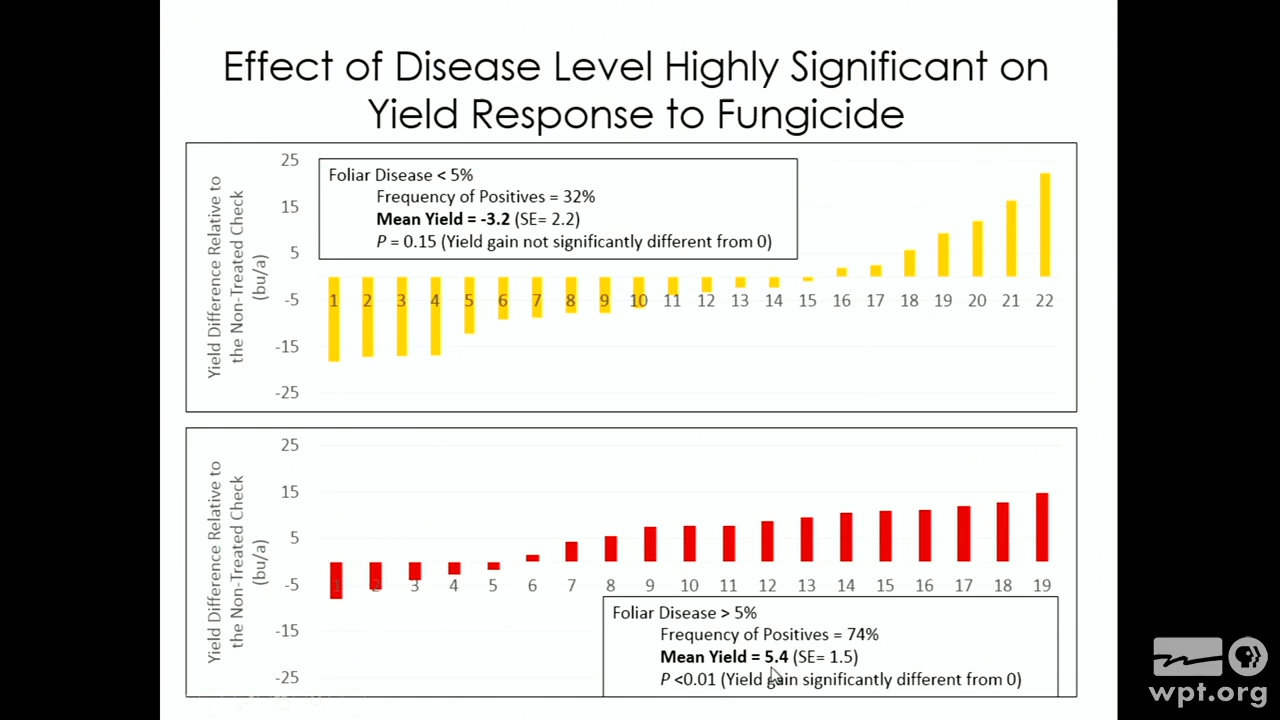 Effect of Disease Level Highly Significant on
Yield Response to Fungicide
Yield Difference Relative to
the Non-Treated Check
(bu/a)
25
15
5
-5
-15
-25
Foliar Disease < 5%
Frequency of Positives = 32%
Mean Yield = -3.2 (SE= 2.2)
P = 0.15 (Yield gain not significantly different from 0)
1 2 3 4 5 6 7 8 9 10 11 12 13 14 15 16 17 18 19 20 21 22
Yield Difference Relative to
the Non-Treated Check
(bu/a)
25
15
5
-5
-15
-25
1 2 3 4 5 6 7 8 9 10 11 12 13 14 15 16 17 18 19
Foliar Disease > 5%
Frequency of Positives = 74%
Mean Yield = 5.4 (SE= 1.5)
P <0.01 (Yield gain significantly different from 0)
wpt.org